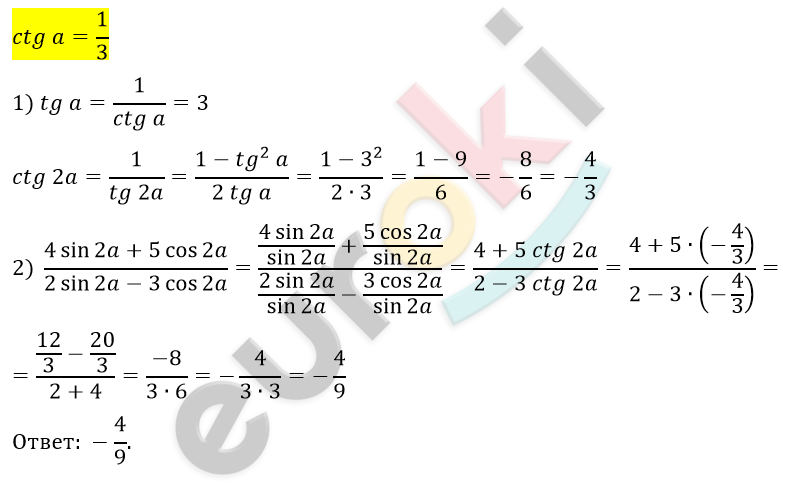 ctg a = 1/3
1) tg a = 1/(ctg a) = 3
ctg 2a = 1/(tg 2a) = (1 − tg² a)/(2 tg a) = (1 − 3²)/(2 · 3) = (1 − 9)/6 = −8/6 = −4/3
2) (4 sin 2a + 5 cos 2a)/(2 sin 2a − 3 cos 2a) = ((4 sin 2a)/(sin 2a) + (5 cos 2a)/(sin 2a))/((2 sin 2a)/(sin 2a) − (3 cos 2a)/(sin 2a)) = (4 + 5 ctg 2a)/(2 − 3 ctg 2a) = (4 + 5 · (−4/3))/(2 − 3 · (−4/3)) =
= (12/3 − 20/3)/(2 + 4) = (−8)/(3 · 6) = −4/(3 · 3) = −4/9
Ответ: −4/9.
euroki